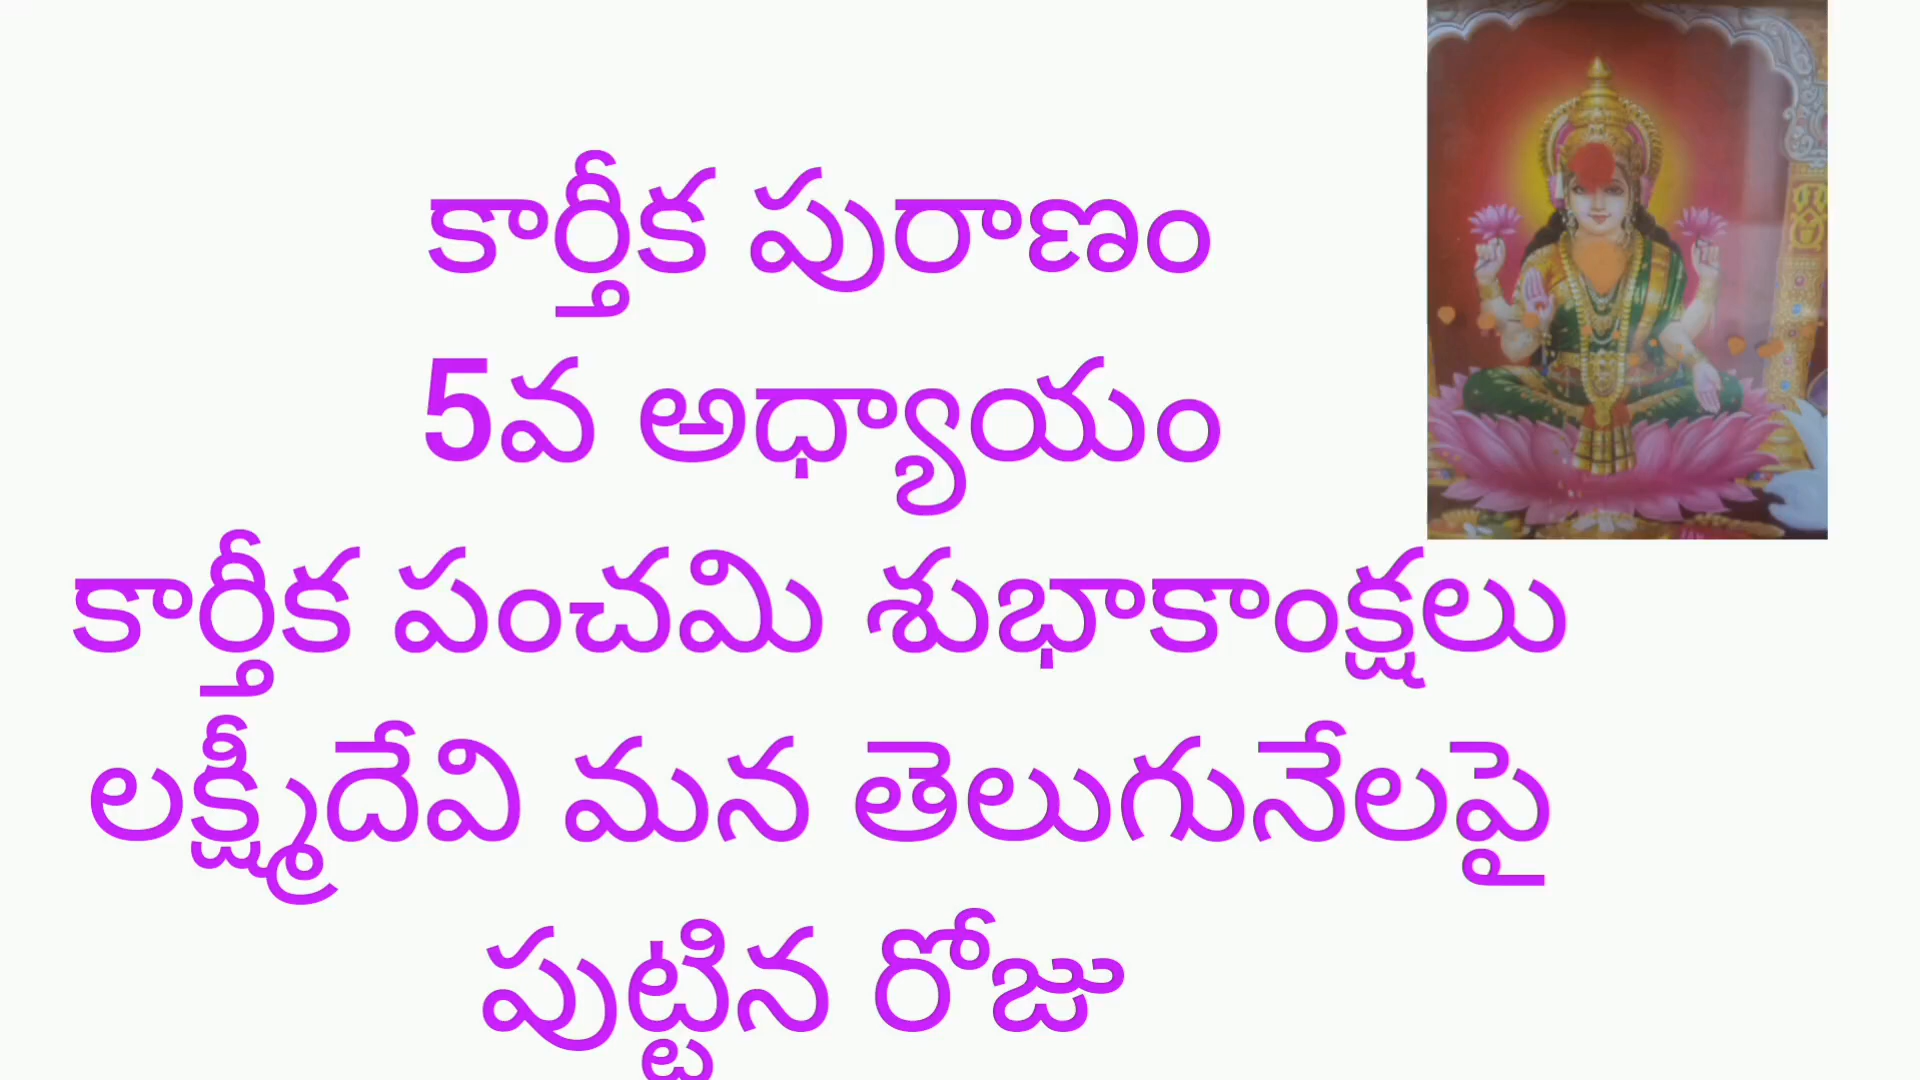 కార్తీక పురాణం
5వ అధ్యాయం
కార్తీక పంచమి శుభాకాంక్షలు
లక్ష్మీదేవి మన తెలుగునేలపై
పుట్టిన రోజు